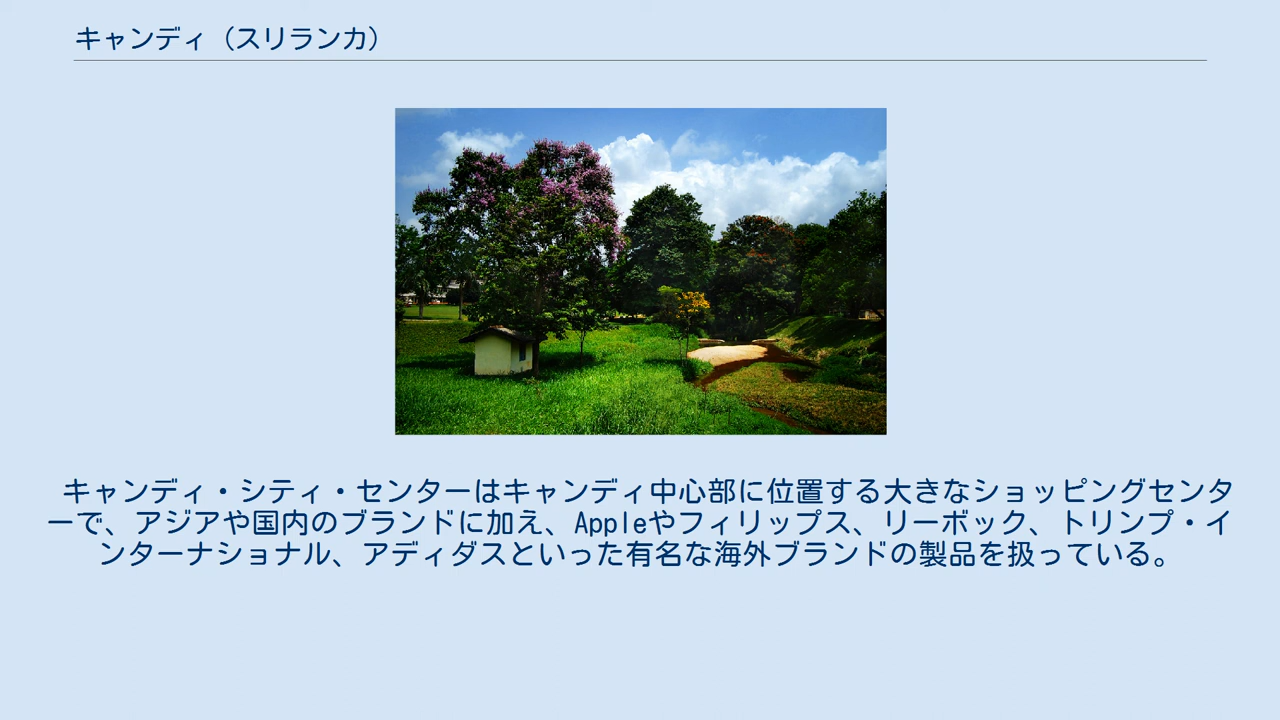 キャンディ（スリランカ）
キャンディ・シティ・センターはキャンディ中心部に位置する大きなショッピングセンタ
ーで、アジアや国内のブランドに加え、Appleやフィリップス、リーボック、トリンプ・イ
ンターナショナル、アディダスといった有名な海外ブランドの製品を扱っている。